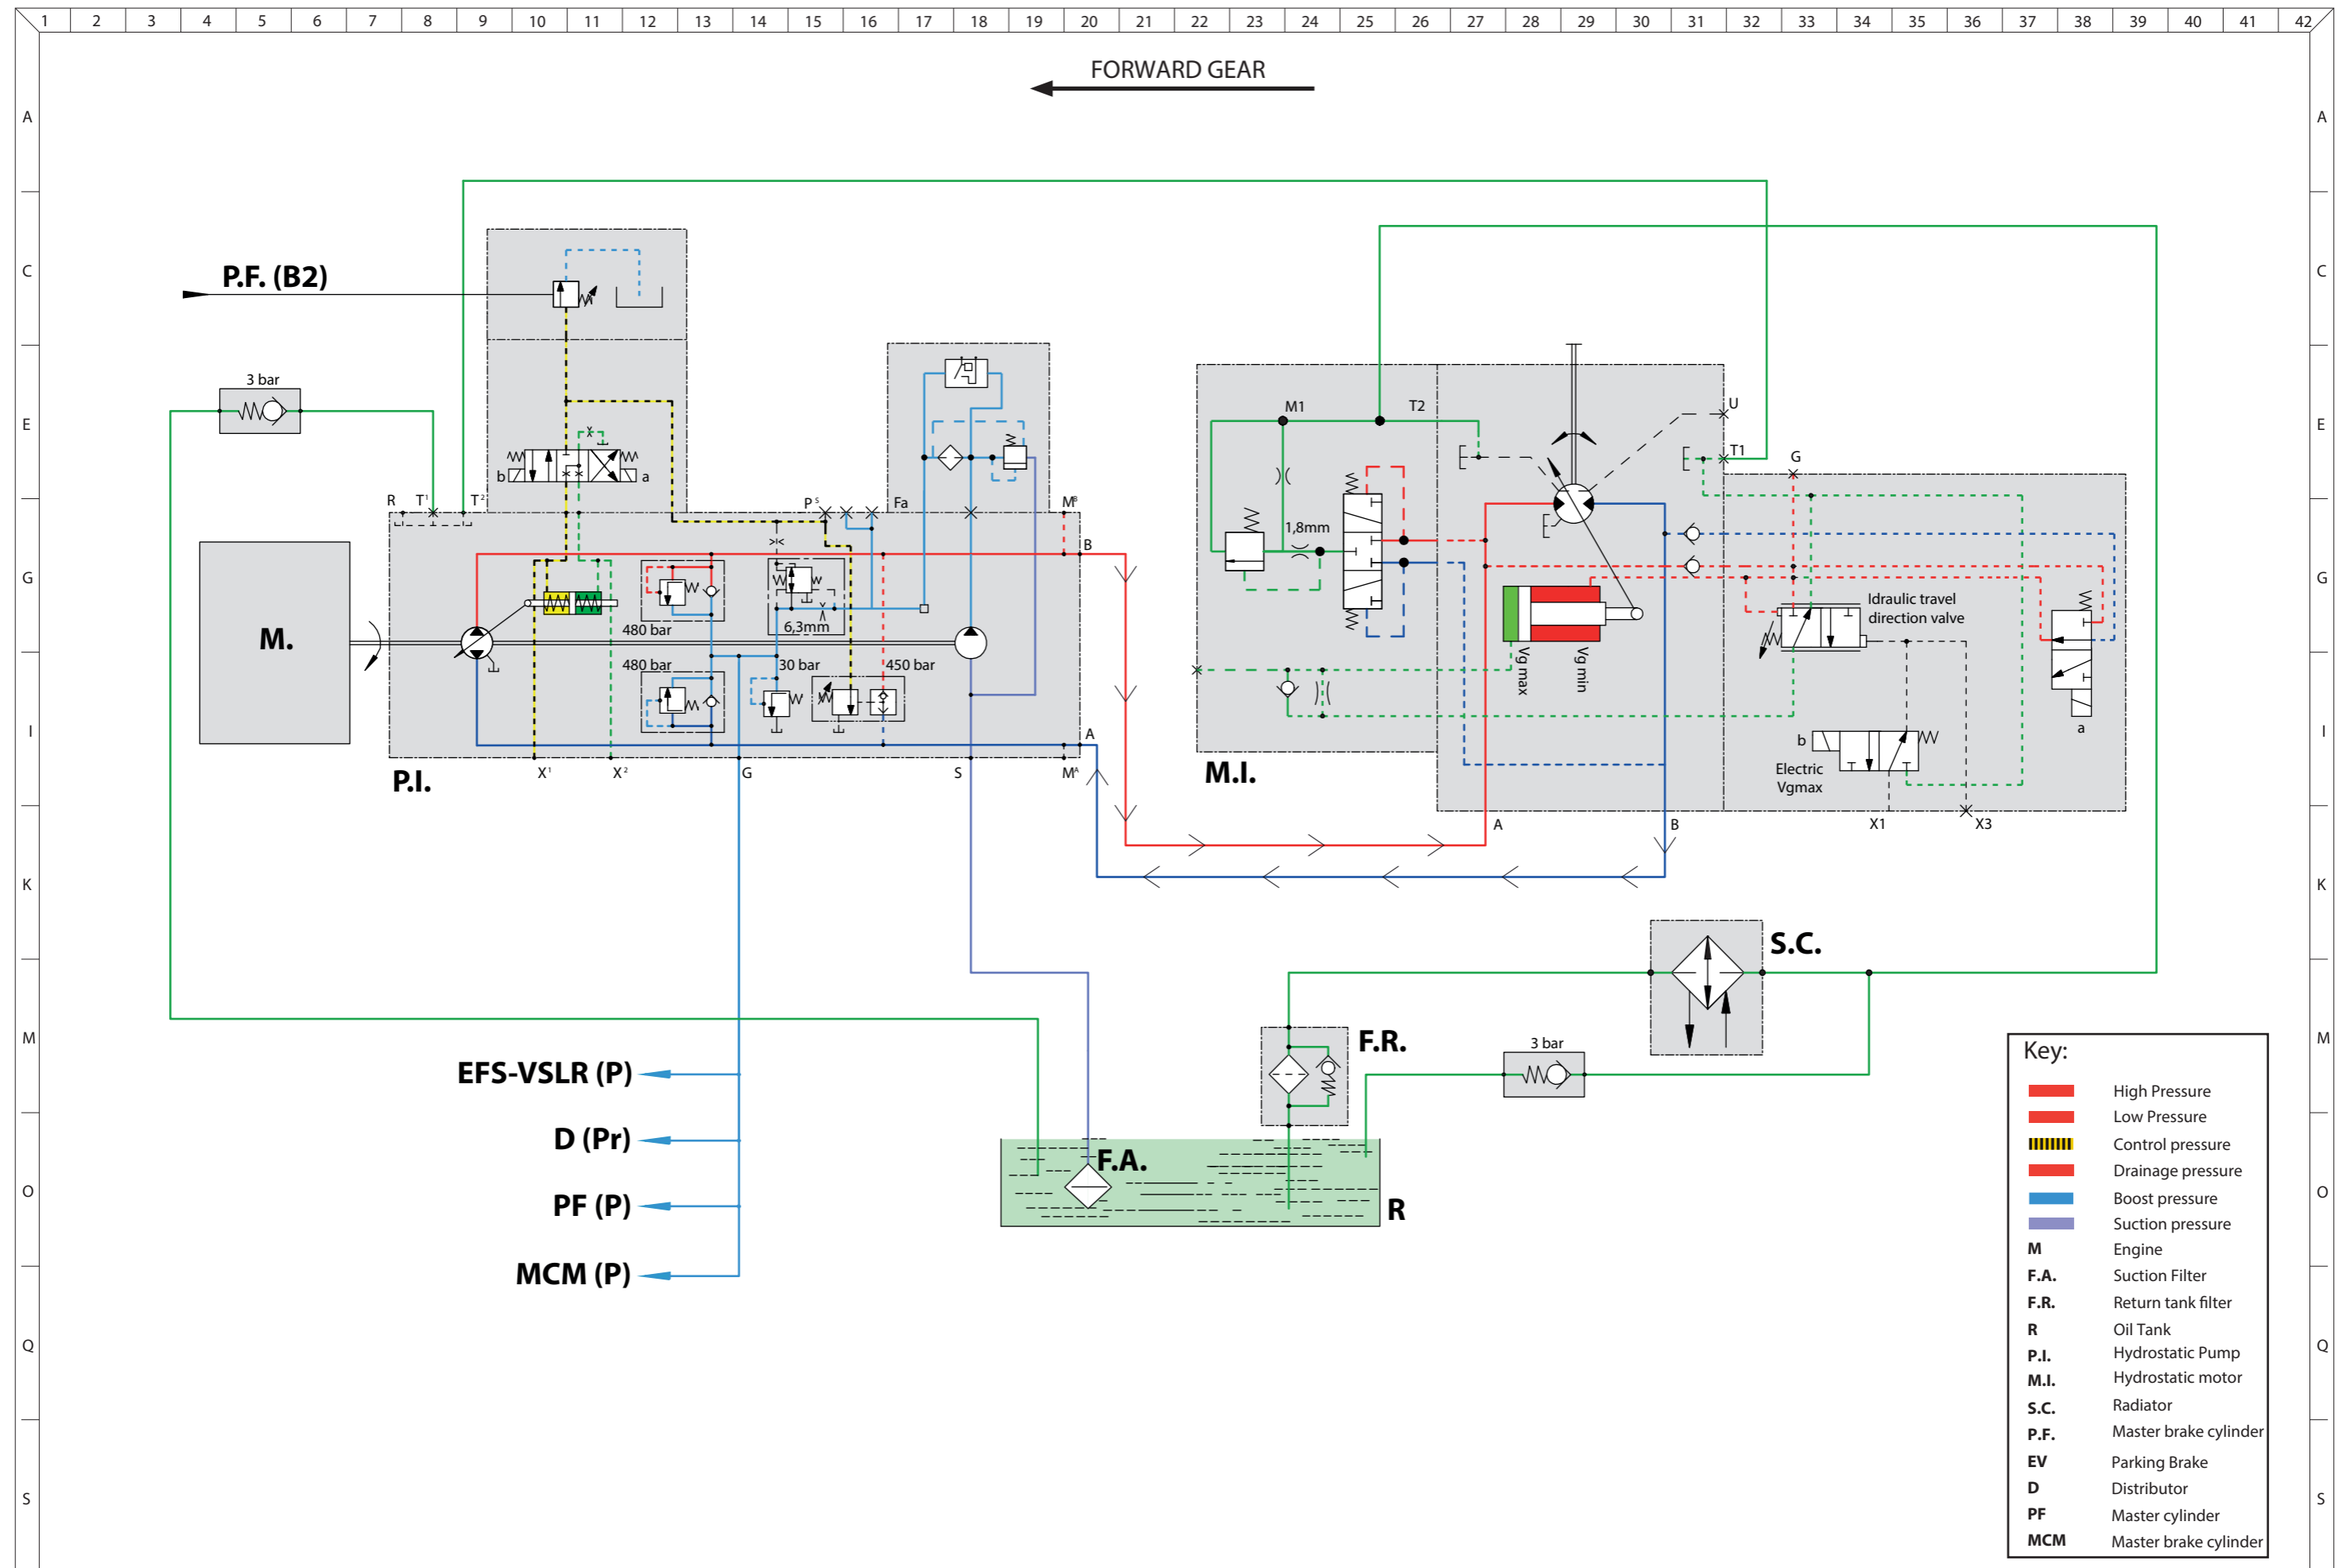 1 2 3 4 5 6 7 8 9 10 11 12 13 14 15 16 17 18 19 20 21 22 23 24 25 26 27 28 29 30 31 32 33 34 35 36 37 38 39 40 41 42
FORWARD GEAR
A A
C C
P.F. (B2)
3 bar
E E
M1 T2 U
T1
G
b a
R T1 T2 PS Fa MB
1,8mm
B
G G
M.
480 bar
6,3mm
Idraulic travel
direction valve
480 bar 30 bar 450 bar
Vg max Vg min
a
I I
A
b
P.I.
X1 X2 G S MA
M.I.
Electric
Vgmax
A B X1 X3
K K
S.C.
M M
F.R.
3 bar
EFS-VSLR (P)
D (Pr)
F.A.
O O
PF (P)
R
MCM (P)
Q Q
S S
Key:
High Pressure
Low Pressure
Control pressure
Drainage pressure
Boost pressure
Suction pressure
M Engine
F.A. Suction Filter
F.R. Return tank filter
R Oil Tank
P.I. Hydrostatic Pump
M.I. Hydrostatic motor
S.C. Radiator
P.F. Master brake cylinder
EV Parking Brake
D Distributor
PF Master cylinder
MCM Master brake cylinder